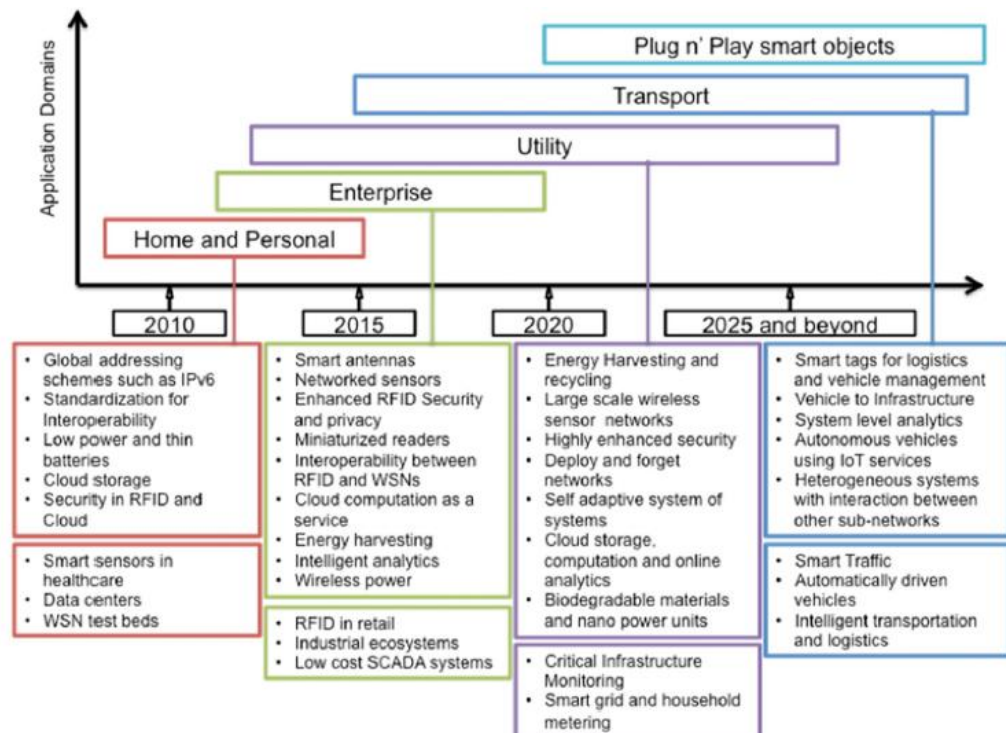 Application Domains
Plug n' Play smart objects
Transport
Utility
Enterprise
Home and Personal
2010
2015
2020
2025 and beyond
• Global addressing
schemes such as IPv6
• Standardization for
Interoperability
• Low power and thin
batteries
• Cloud storage
• Security in RFID and
Cloud
• Smart sensors in
healthcare
• Data centers
• WSN test beds
• Smart antennas
• Networked sensors
• Enhanced RFID Security
and privacy
• Miniaturized readers
• Interoperability between
RFID and WSNs
• Cloud computation as a
service
• Energy harvesting
• Intelligent analytics
• Wireless power
• RFID in retail
• Industrial ecosystems
• Low cost SCADA systems
• Energy Harvesting and
recycling
• Large scale wireless
sensor networks
• Highly enhanced security
• Deploy and forget
networks
• Self adaptive system of
systems
• Cloud storage,
computation and online
analytics
• Biodegradable materials
and nano power units
• Critical Infrastructure
Monitoring
• Smart grid and household
metering
• Smart tags for logistics
and vehicle management
• Vehicle to Infrastructure
• System level analytics
• Autonomous vehicles
using IoT services
• Heterogeneous systems
with interaction between
other sub-networks
• Smart Traffic
• Automatically driven
vehicles
• Intelligent transportation
and logistics